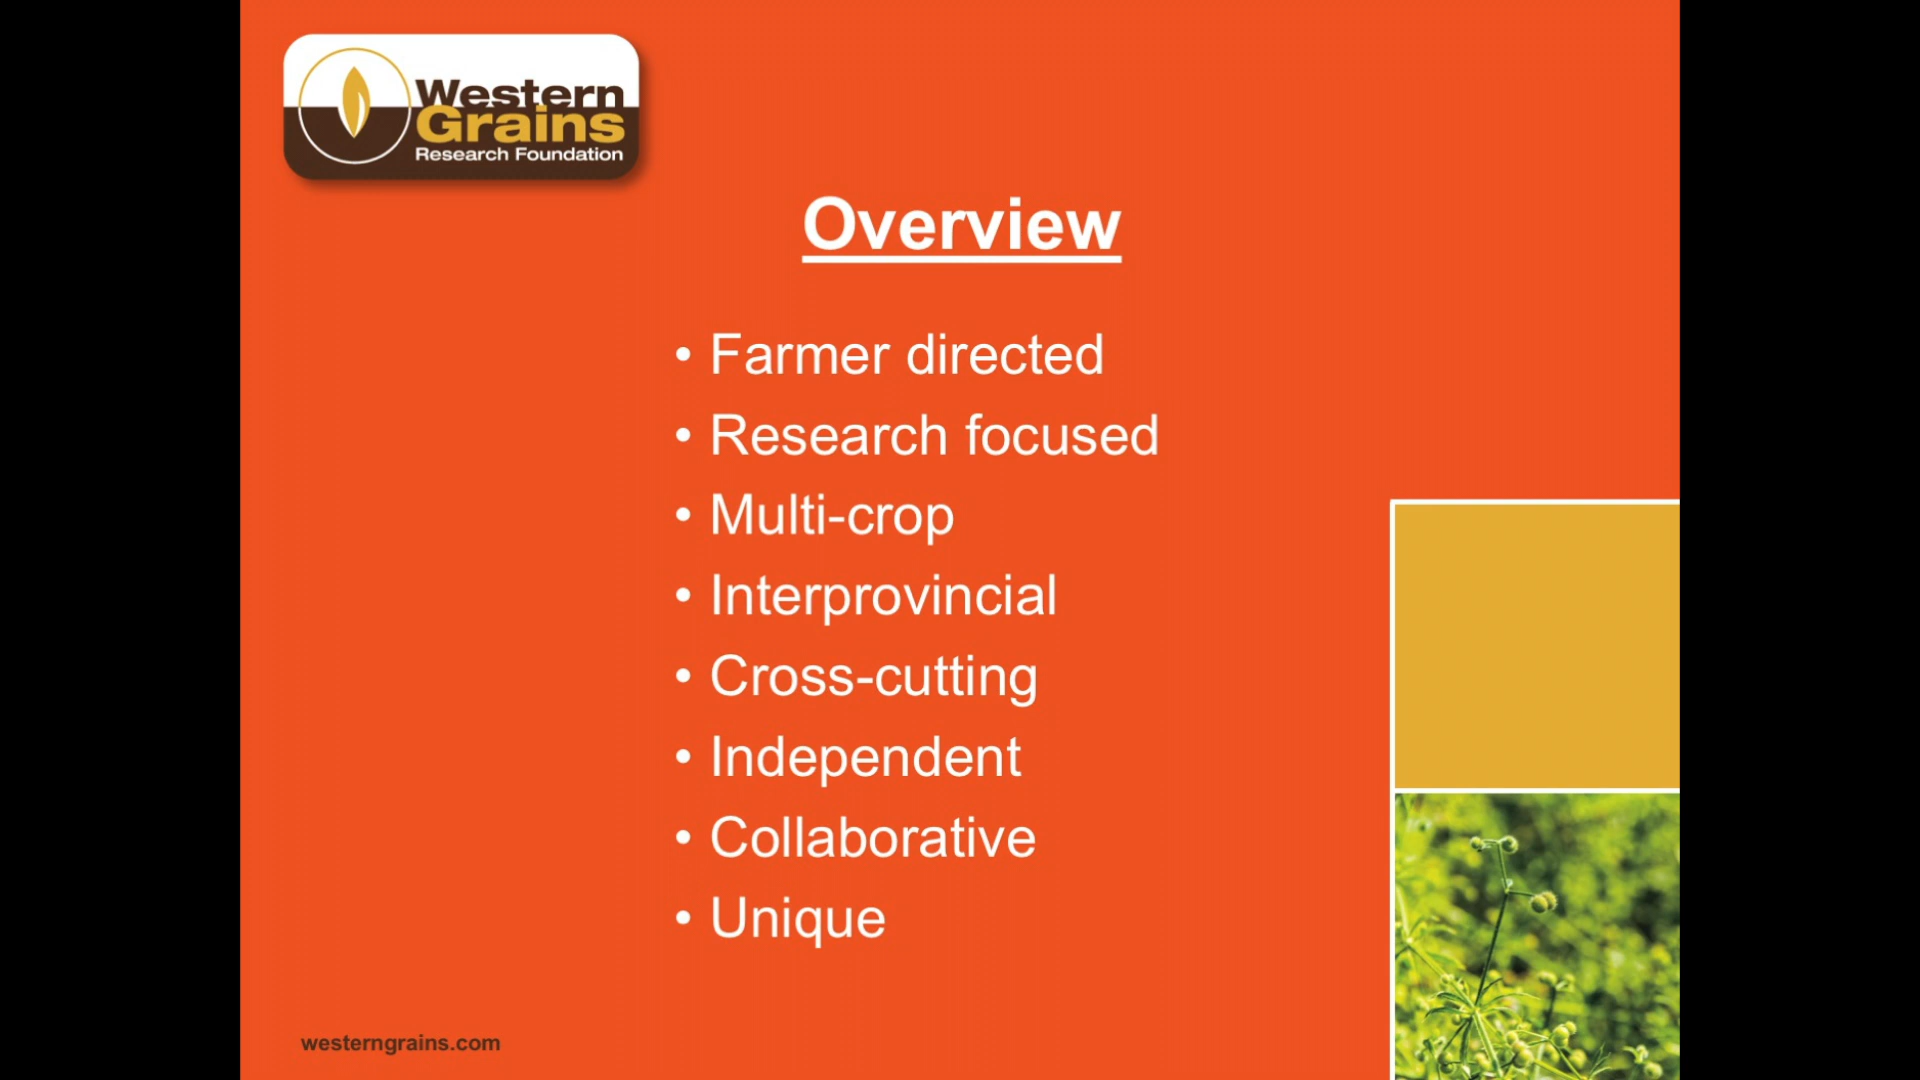 Western
Grains
Research Foundation
Overview
• Farmer directed
• Research focused
• Multi-crop
• Interprovincial
• Cross-cutting
• Independent
• Collaborative
• Unique
westerngrains.com